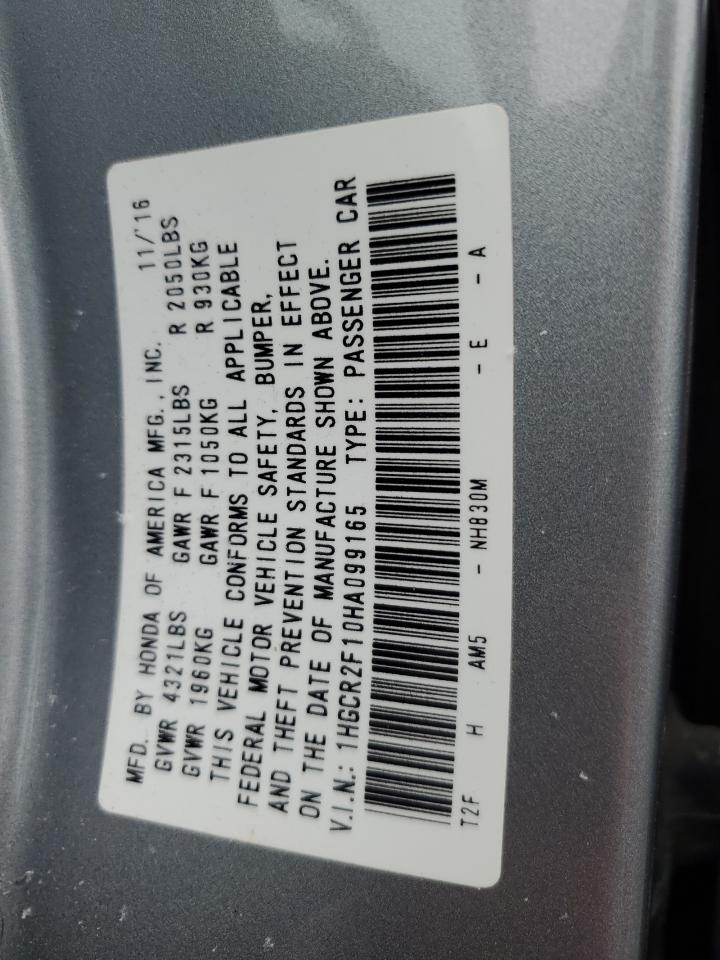 MFD. BY HONDA OF AMERICA MFG., INC. 11/'16
GVWR 4321LBS GAWR F 2315LBS R 2050LBS
GVWR 1960KG GAWR F 1050KG R 930KG
THIS VEHICLE CONFORMS TO ALL APPLICABLE
FEDERAL MOTOR VEHICLE SAFETY, BUMPER,
AND THEFT PREVENTION STANDARDS IN EFFECT
ON THE DATE OF MANUFACTURE SHOWN ABOVE.
V.I.N.: 1HGCR2F10HA099165 TYPE: PASSENGER CAR
T2F H AM5 - NH830M - E - A